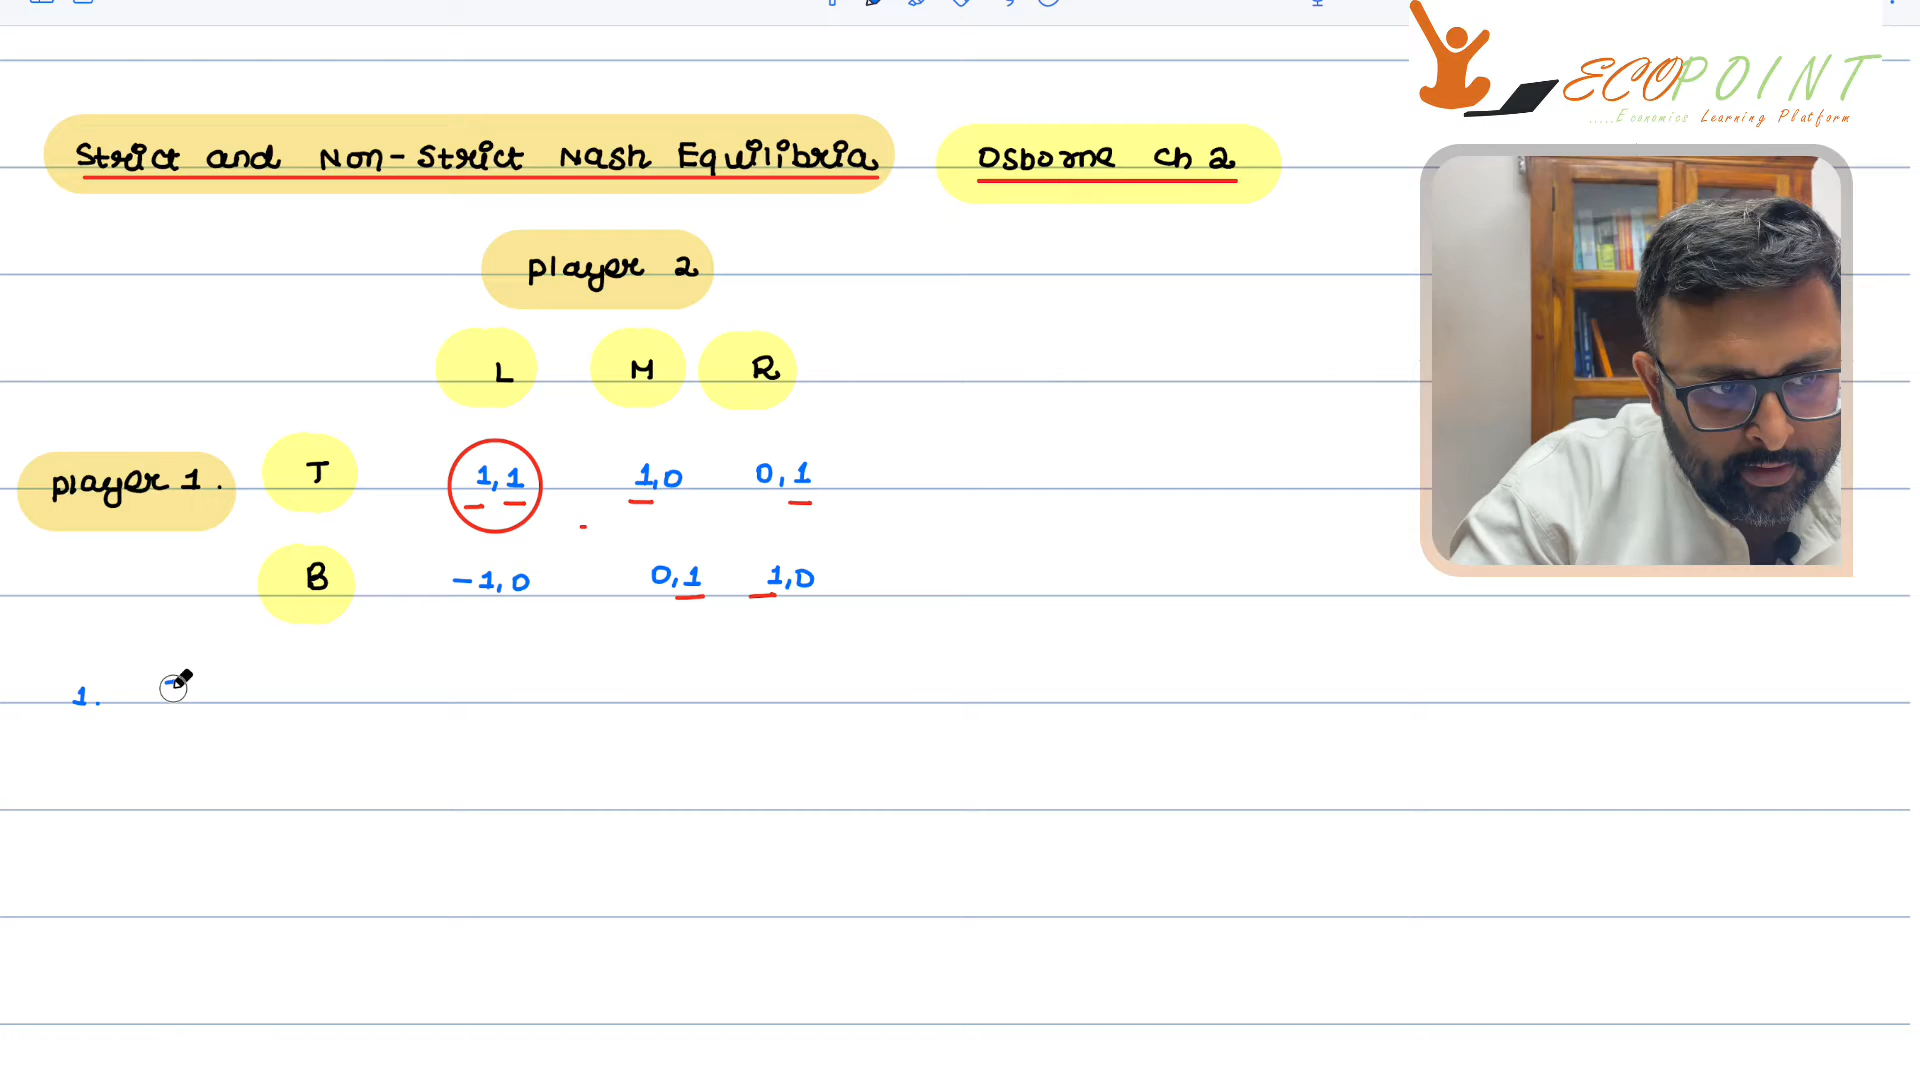 ECOPOINT
.....Economics Learning Platform
Strict and Non-Strict Nash Equilibria Osborne Ch 2
player 2
L M R
player 1. T 1,1 1,0 0,1
B -1,0 0,1 1,0
1.